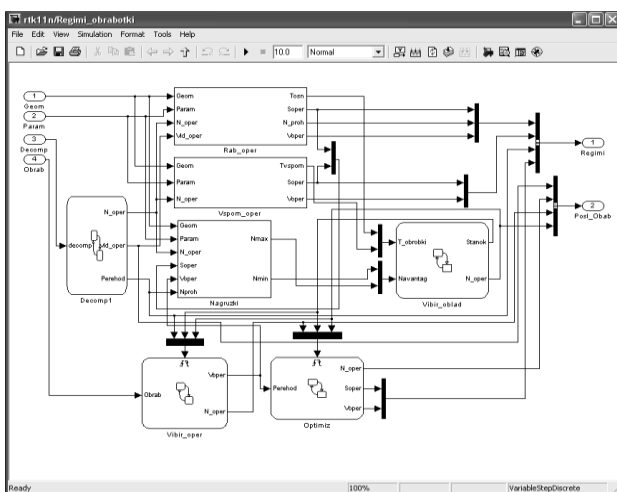 rtk11n/Regimi_obrabotki
File Edit View Simulation Format Tools Help
10.0 Normal
1
Geom
2
Param
3
Decomp
4
Obrab
Geom
Param
N_oper
Vid_oper
Tosn
Soper
N_proh
Voper
Rab_oper
Geom
Param
N_oper
Tvspom
Soper
Voper
Vspom_oper
decomp
N_oper
Vid_oper
Perehod
Decomp1
Geom
Param
N_oper
Soper
Voper
Nproh
Nmax
Nmin
Nagruzki
T_obrobki
Navantag
Stanok
N_oper
Vibir_oblad
1
Regimi
2
Posl_Obab
Obrab
Voper
N_oper
Vibir_oper
Perehod
N_oper
Soper
Voper
Optimiz
Ready 100% VariableStepDiscrete